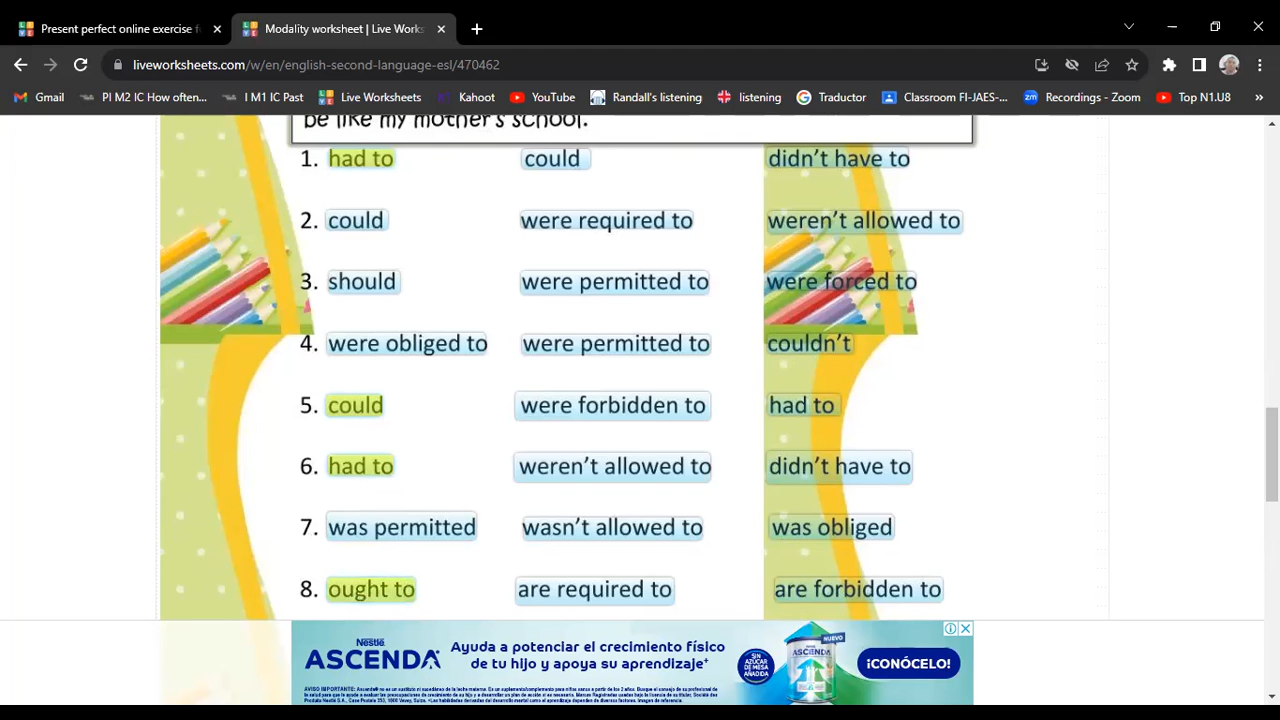 Present perfect online exercise f
Modality worksheet | Live Works
liveworksheets.com/w/en/english-second-language-esl/470462
Gmail PI M2 IC How often... I M1 IC Past Live Worksheets Kahoot YouTube Randall's listening listening Traductor Classroom FI-JAES-... Recordings - Zoom Top N1.U8 »
be like my mother's school.
1. had to could didn't have to
2. could were required to weren't allowed to
3. should were permitted to were forced to
4. were obliged to were permitted to couldn't
5. could were forbidden to had to
6. had to weren't allowed to didn't have to
7. was permitted wasn't allowed to was obliged
8. ought to are required to are forbidden to
Nestlé
ASCENDA
Ayuda a potenciar el crecimiento físico
de tu hijo y apoya su aprendizaje⁺
SIN AZÚCAR DE MESA AÑADIDA
NUEVO
ASCENDA
¡CONÓCELO!